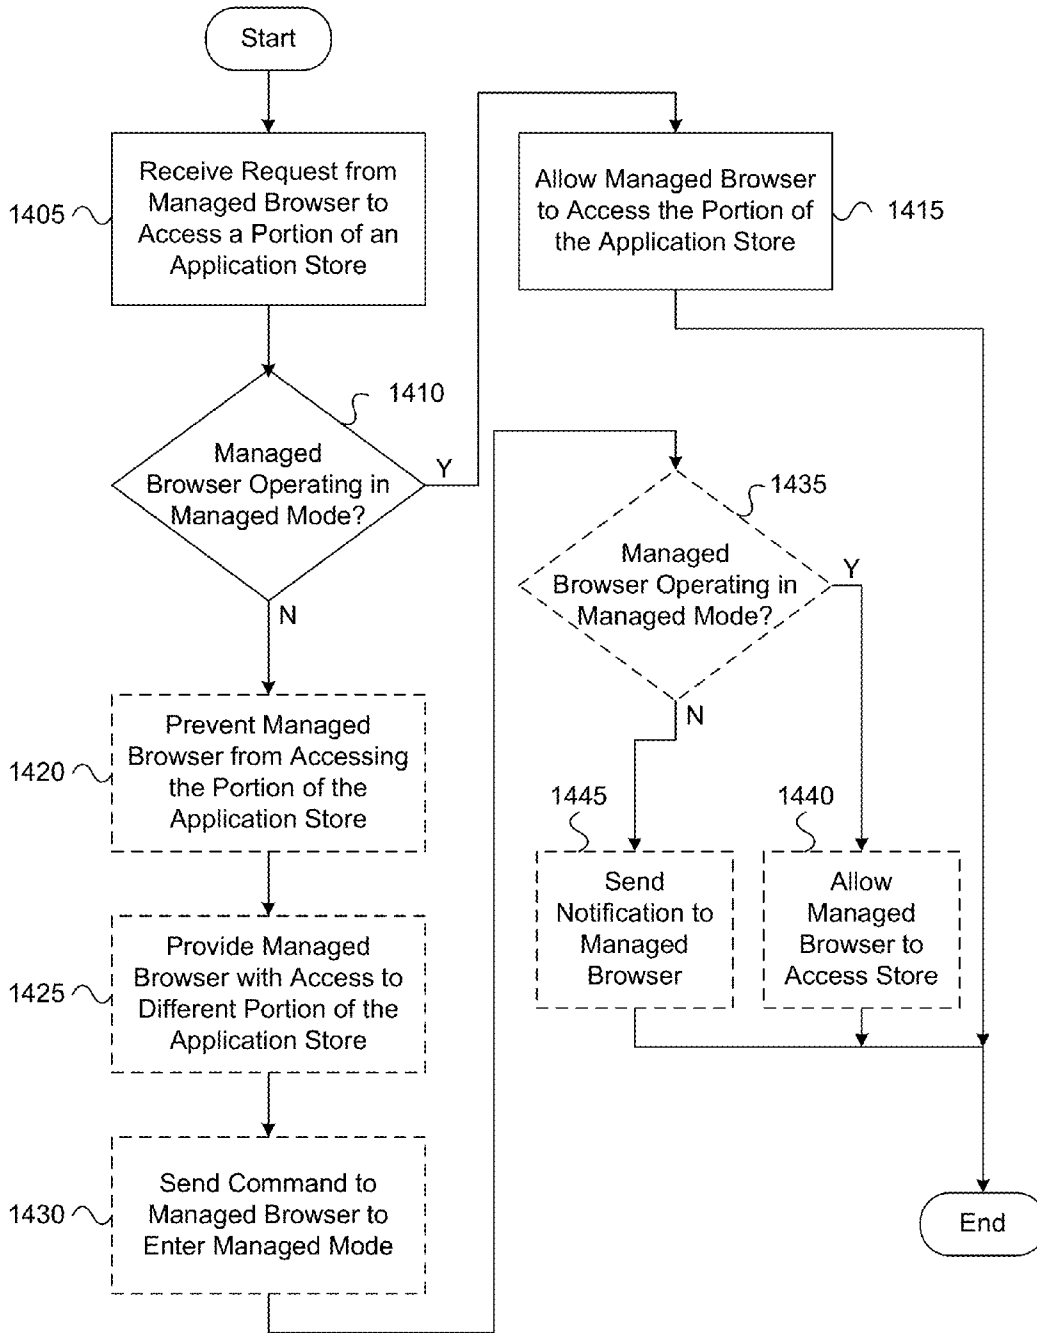 Start
Receive Request from
Managed Browser to
Access a Portion of an
Application Store
1405
1410
Managed
Browser Operating in
Managed Mode?
Y
N
Allow Managed Browser
to Access the Portion of
the Application Store
1415
Prevent Managed
Browser from Accessing
the Portion of the
Application Store
1420
Provide Managed
Browser with Access to
Different Portion of the
Application Store
1425
Send Command to
Managed Browser to
Enter Managed Mode
1430
1435
Managed
Browser Operating in
Managed Mode?
Y
N
1445
Send
Notification to
Managed
Browser
1440
Allow
Managed
Browser to
Access Store
End